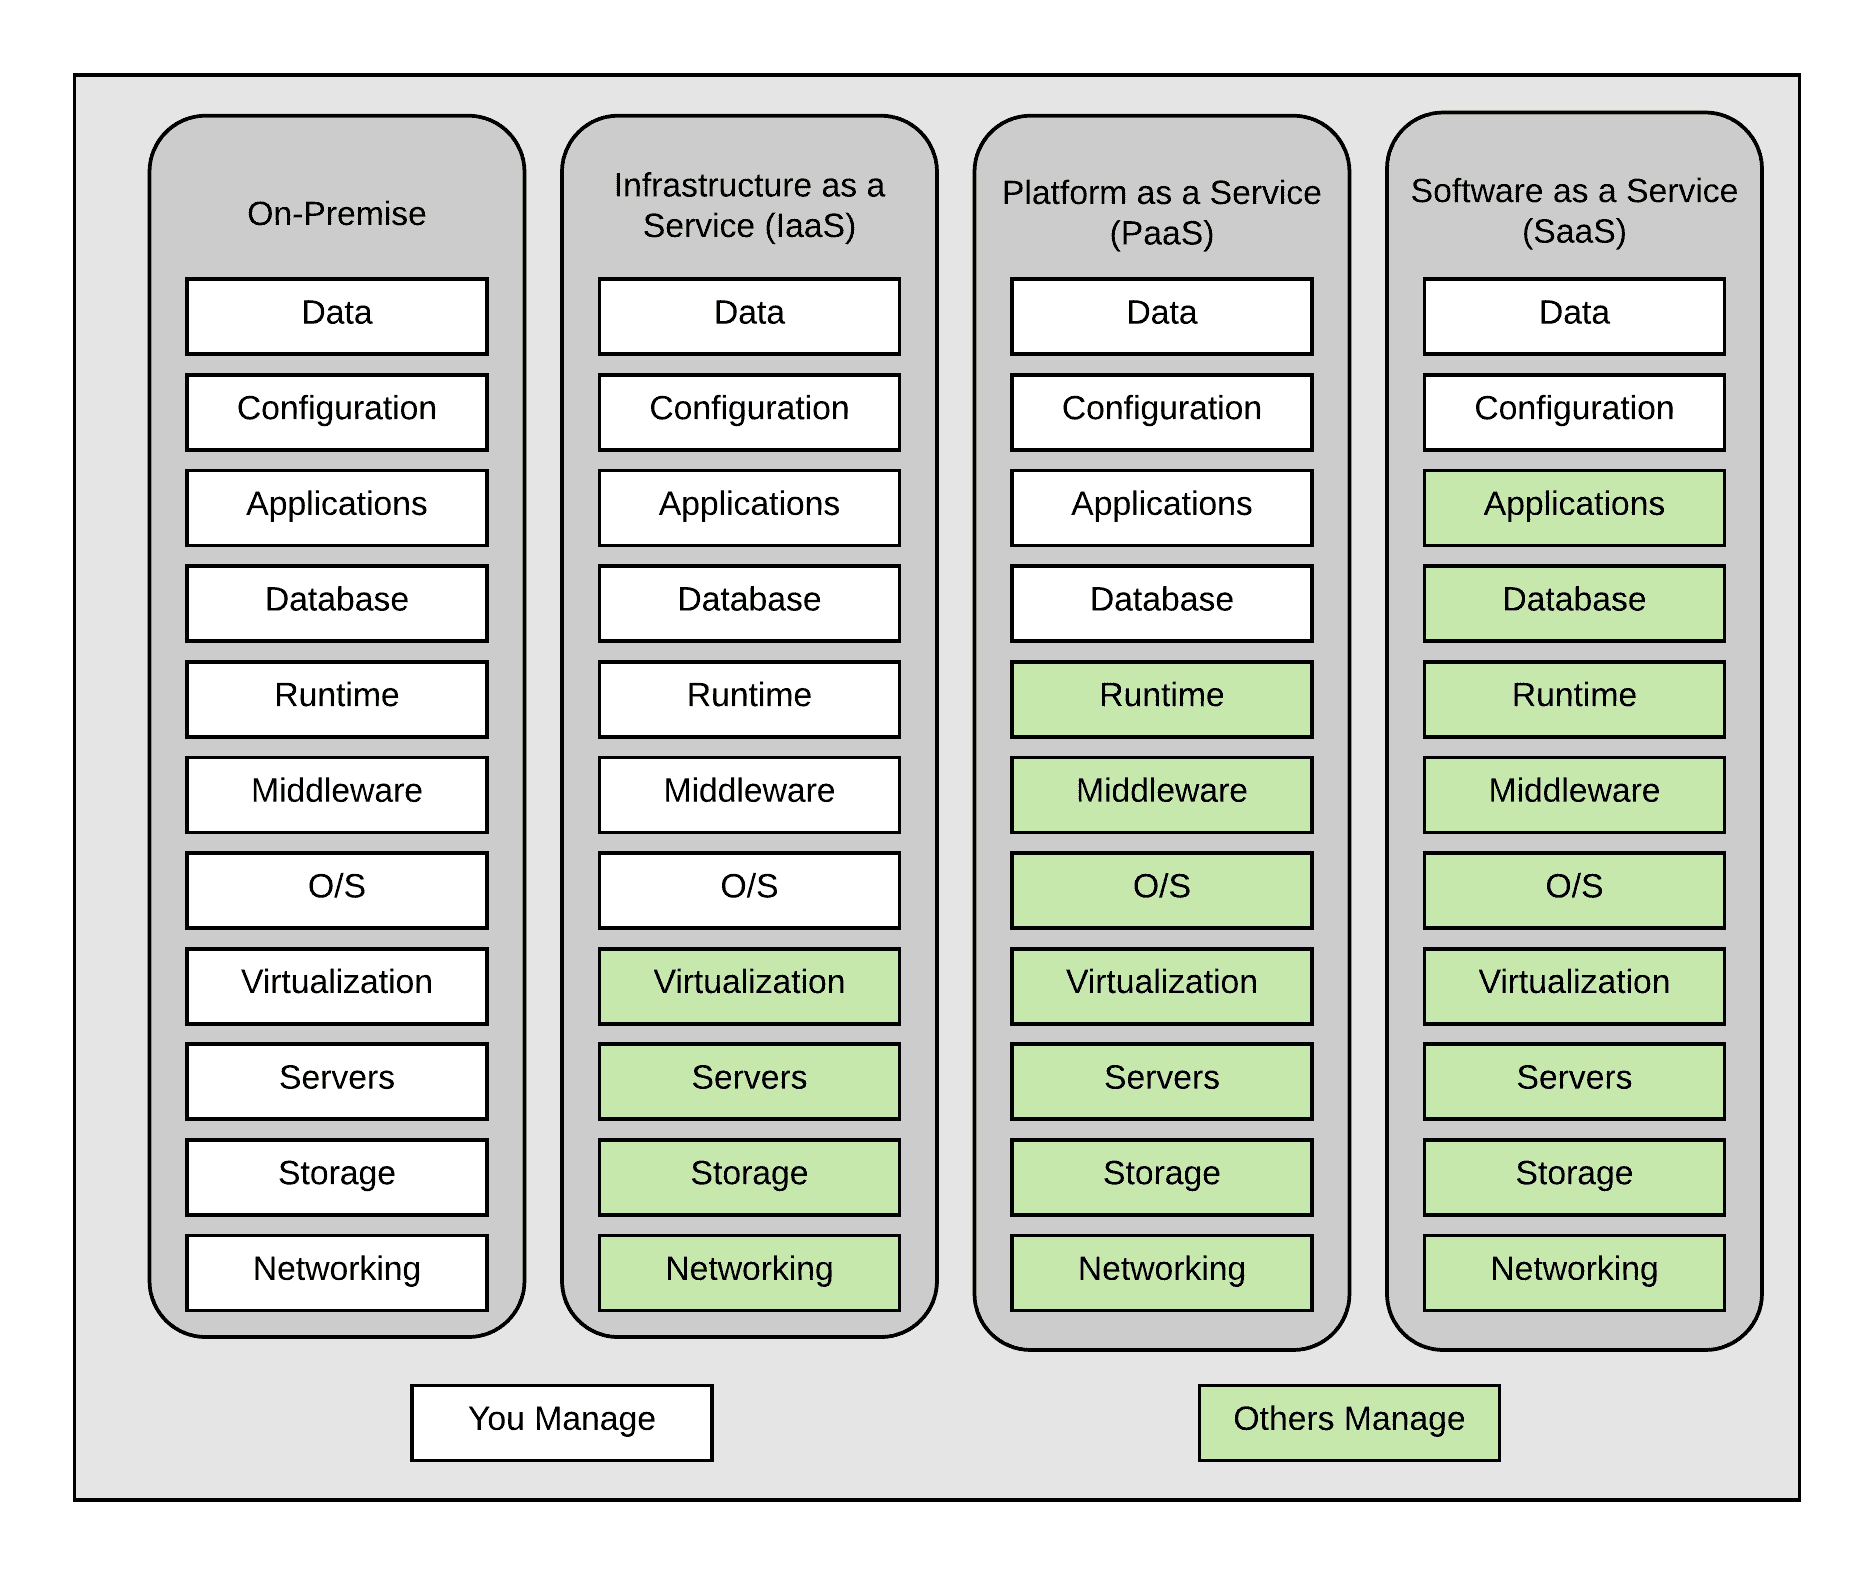 On-Premise
Data
Configuration
Applications
Database
Runtime
Middleware
O/S
Virtualization
Servers
Storage
Networking
Infrastructure as a
Service (IaaS)
Data
Configuration
Applications
Database
Runtime
Middleware
O/S
Virtualization
Servers
Storage
Networking
Platform as a Service
(PaaS)
Data
Configuration
Applications
Database
Runtime
Middleware
O/S
Virtualization
Servers
Storage
Networking
Software as a Service
(SaaS)
Data
Configuration
Applications
Database
Runtime
Middleware
O/S
Virtualization
Servers
Storage
Networking
You Manage
Others Manage